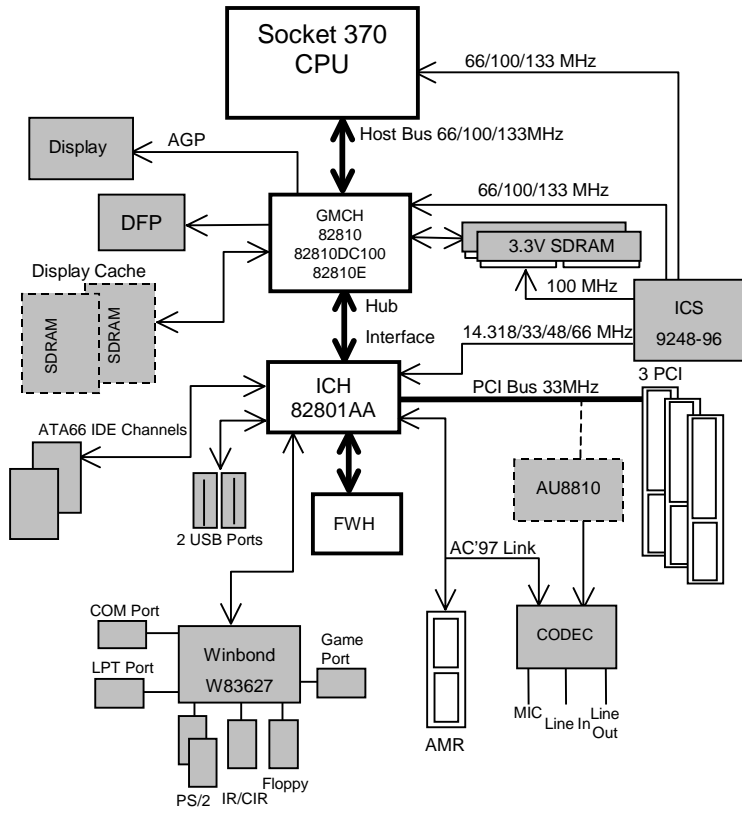 Socket 370
CPU
66/100/133 MHz
Host Bus 66/100/133MHz
Display
AGP
66/100/133 MHz
DFP
GMCH
82810
82810DC100
82810E
3.3V SDRAM
Display Cache
SDRAM
SDRAM
Hub
Interface
100 MHz
ICS
9248-96
14.318/33/48/66 MHz
ICH
82801AA
PCI Bus 33MHz
3 PCI
ATA66 IDE Channels
2 USB Ports
FWH
AU8810
AC'97 Link
COM Port
LPT Port
Winbond
W83627
Game
Port
CODEC
PS/2
IR/CIR
Floppy
AMR
MIC
Line In
Line
Out